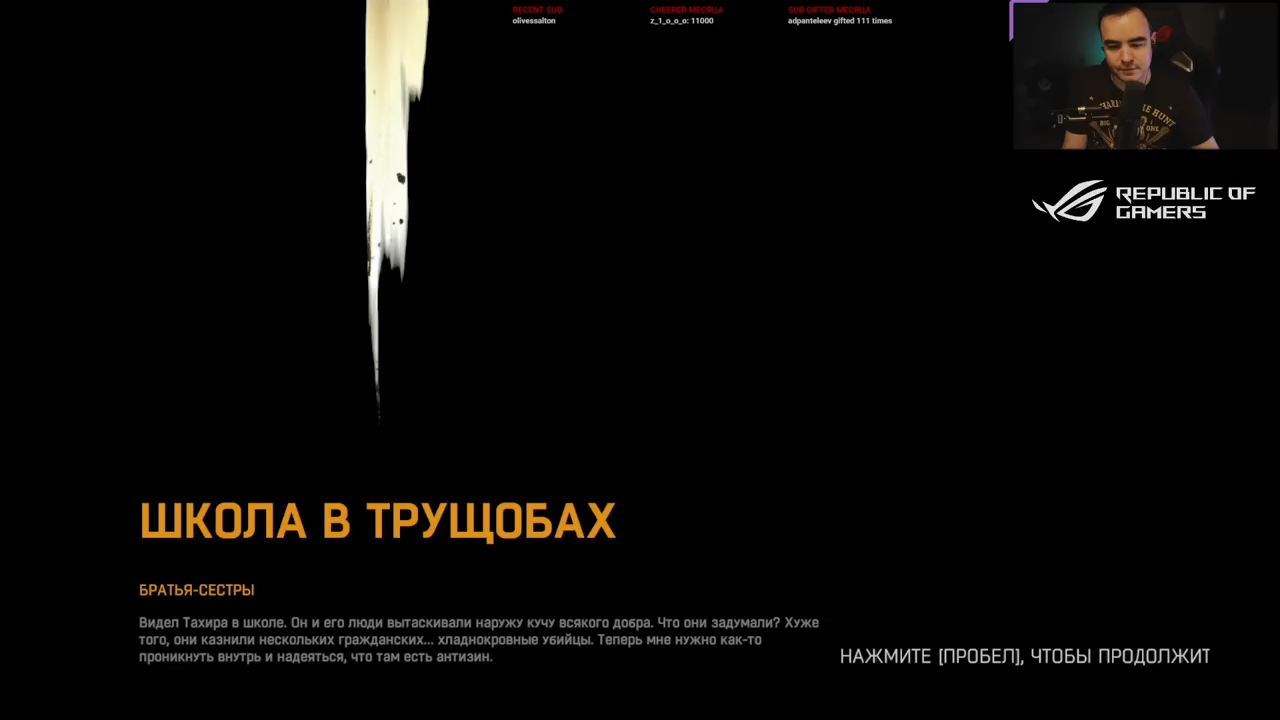 RECENT SUB
olivessalton
CHEERER МЕСЯЦА
z_1_o_o_o: 11000
SUB GIFTER МЕСЯЦА
adpanteleev gifted 111 times
REPUBLIC OF
GAMERS
ШКОЛА В ТРУЩОБАХ
БРАТЬЯ-СЕСТРЫ
Видел Тахира в школе. Он и его люди вытаскивали наружу кучу всякого добра. Что они задумали? Хуже
того, они казнили нескольких гражданских... хладнокровные убийцы. Теперь мне нужно как-то
проникнуть внутрь и надеяться, что там есть антизин.
НАЖМИТЕ [ПРОБЕЛ], ЧТОБЫ ПРОДОЛЖИТ